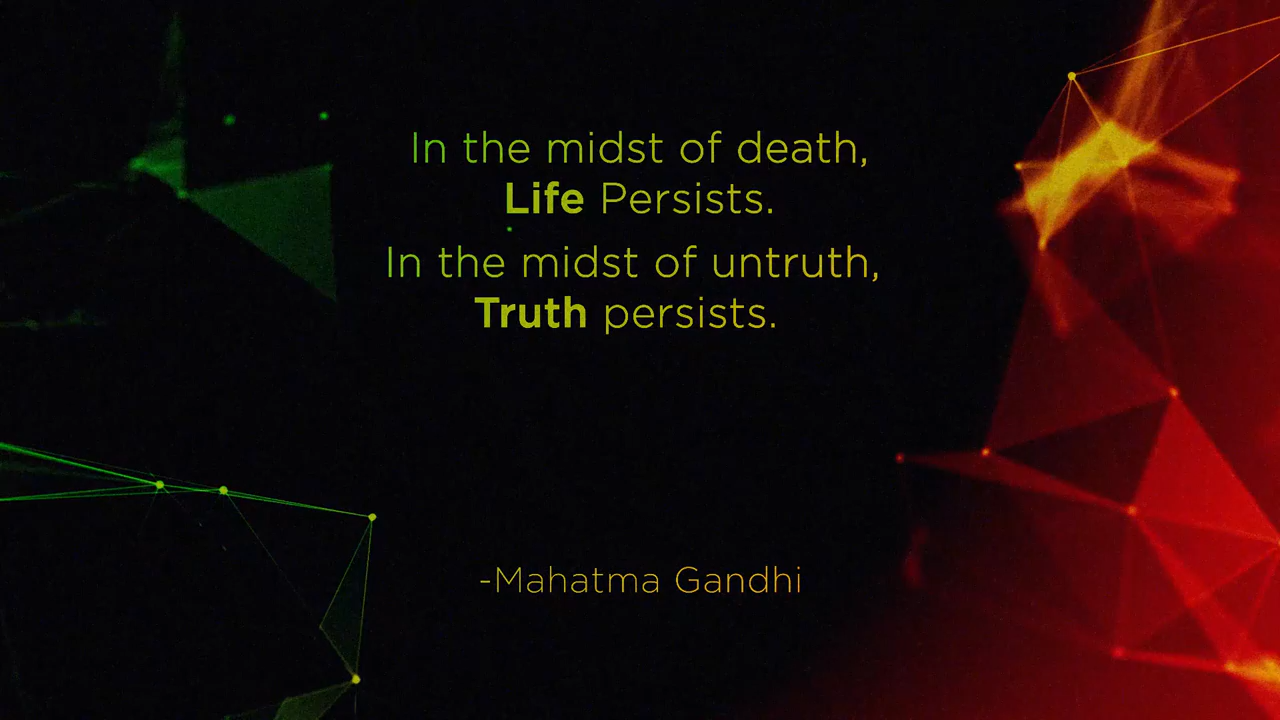 In the midst of death,
Life Persists.
In the midst of untruth,
Truth persists.
-Mahatma Gandhi